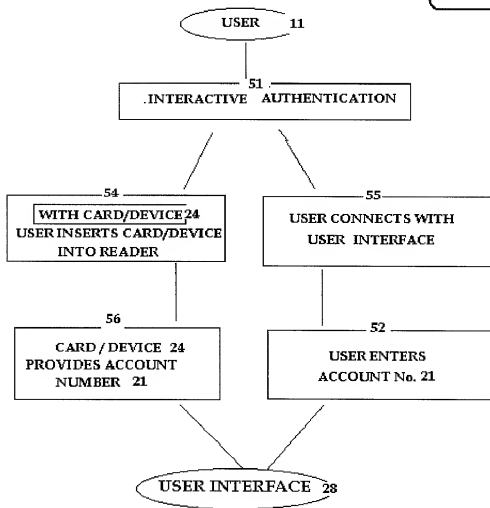 USER 11
51
.INTERACTIVE AUTHENTICATION
54
WITH CARD/DEVICE 24
USER INSERTS CARD/DEVICE
INTO READER
55
USER CONNECTS WITH
USER INTERFACE
56
CARD / DEVICE 24
PROVIDES ACCOUNT
NUMBER 21
52
USER ENTERS
ACCOUNT No. 21
USER INTERFACE 28